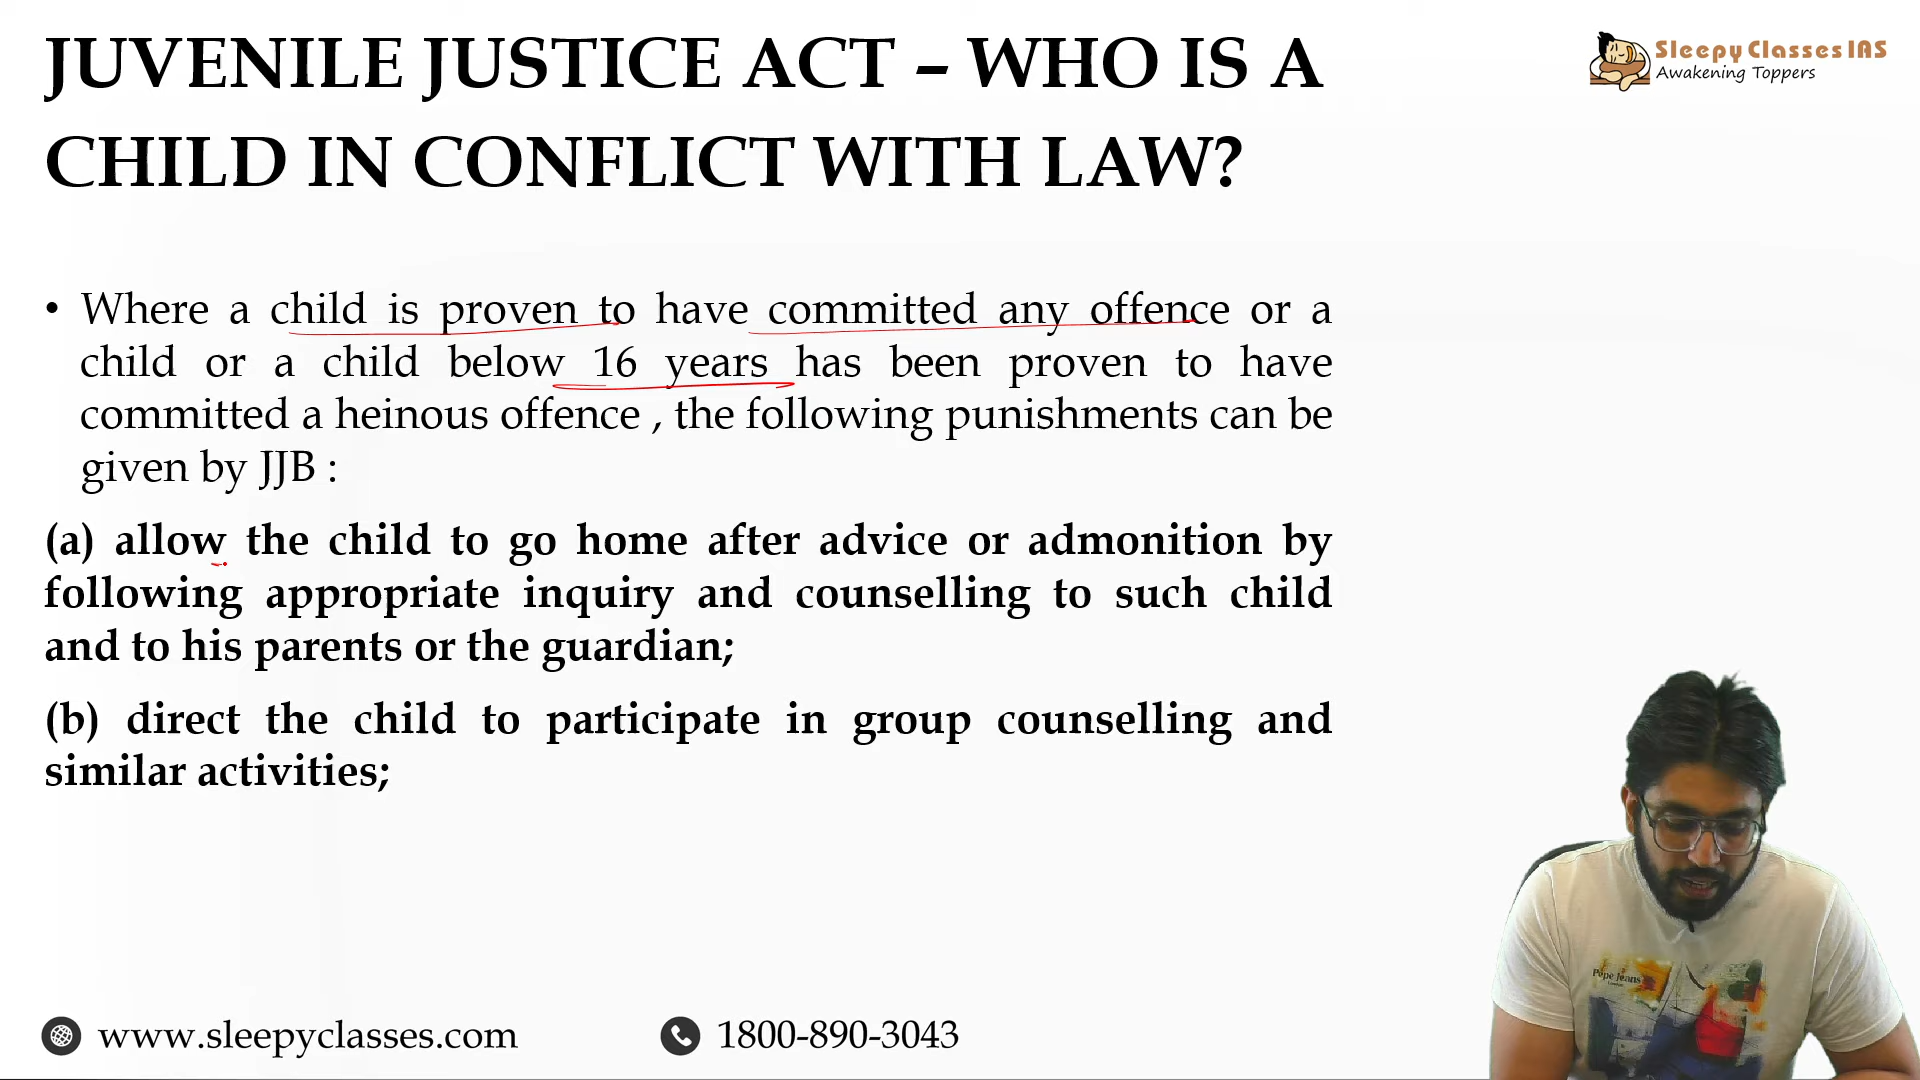 JUVENILE JUSTICE ACT – WHO IS A
CHILD IN CONFLICT WITH LAW?
Sleepy Classes IAS
Awakening Toppers
• Where a child is proven to have committed any offence or a
child or a child below 16 years has been proven to have
committed a heinous offence , the following punishments can be
given by JJB :
(a) allow the child to go home after advice or admonition by
following appropriate inquiry and counselling to such child
and to his parents or the guardian;
(b) direct the child to participate in group counselling and
similar activities;
Pepe Jeans
London
www.sleepyclasses.com
1800-890-3043